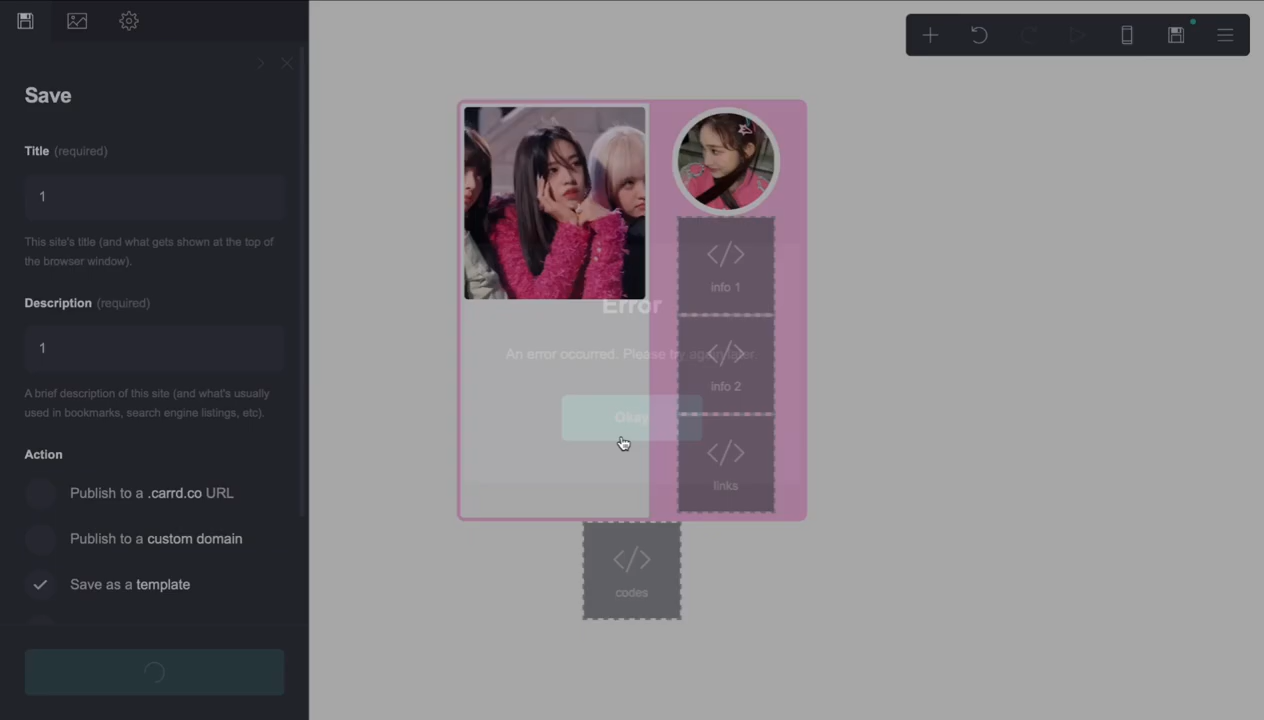 Save
Title (required)
1
This site's title (and what gets shown at the top of
the browser window).
Description (required)
1
A brief description of this site (and what's usually
used in bookmarks, search engine listings, etc).
Action
Publish to a .carrd.co URL
Publish to a custom domain
Save as a template
info 1
Error
An error occurred. Please try again later.
info 2
Okay
links
codes